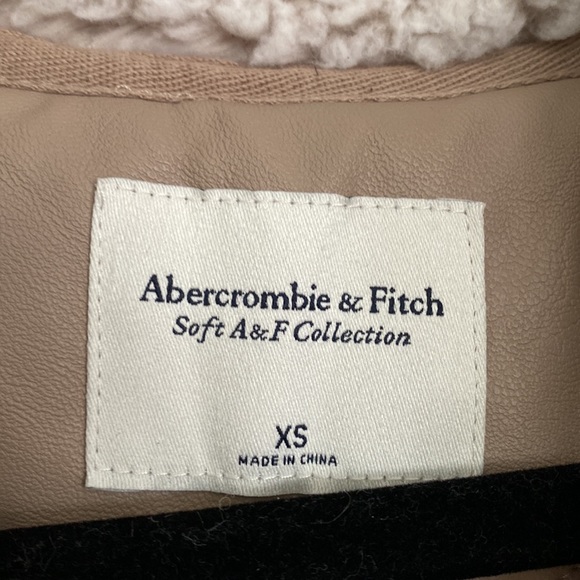 Abercrombie & Fitch
Soft A&F Collection
XS
MADE IN CHINA